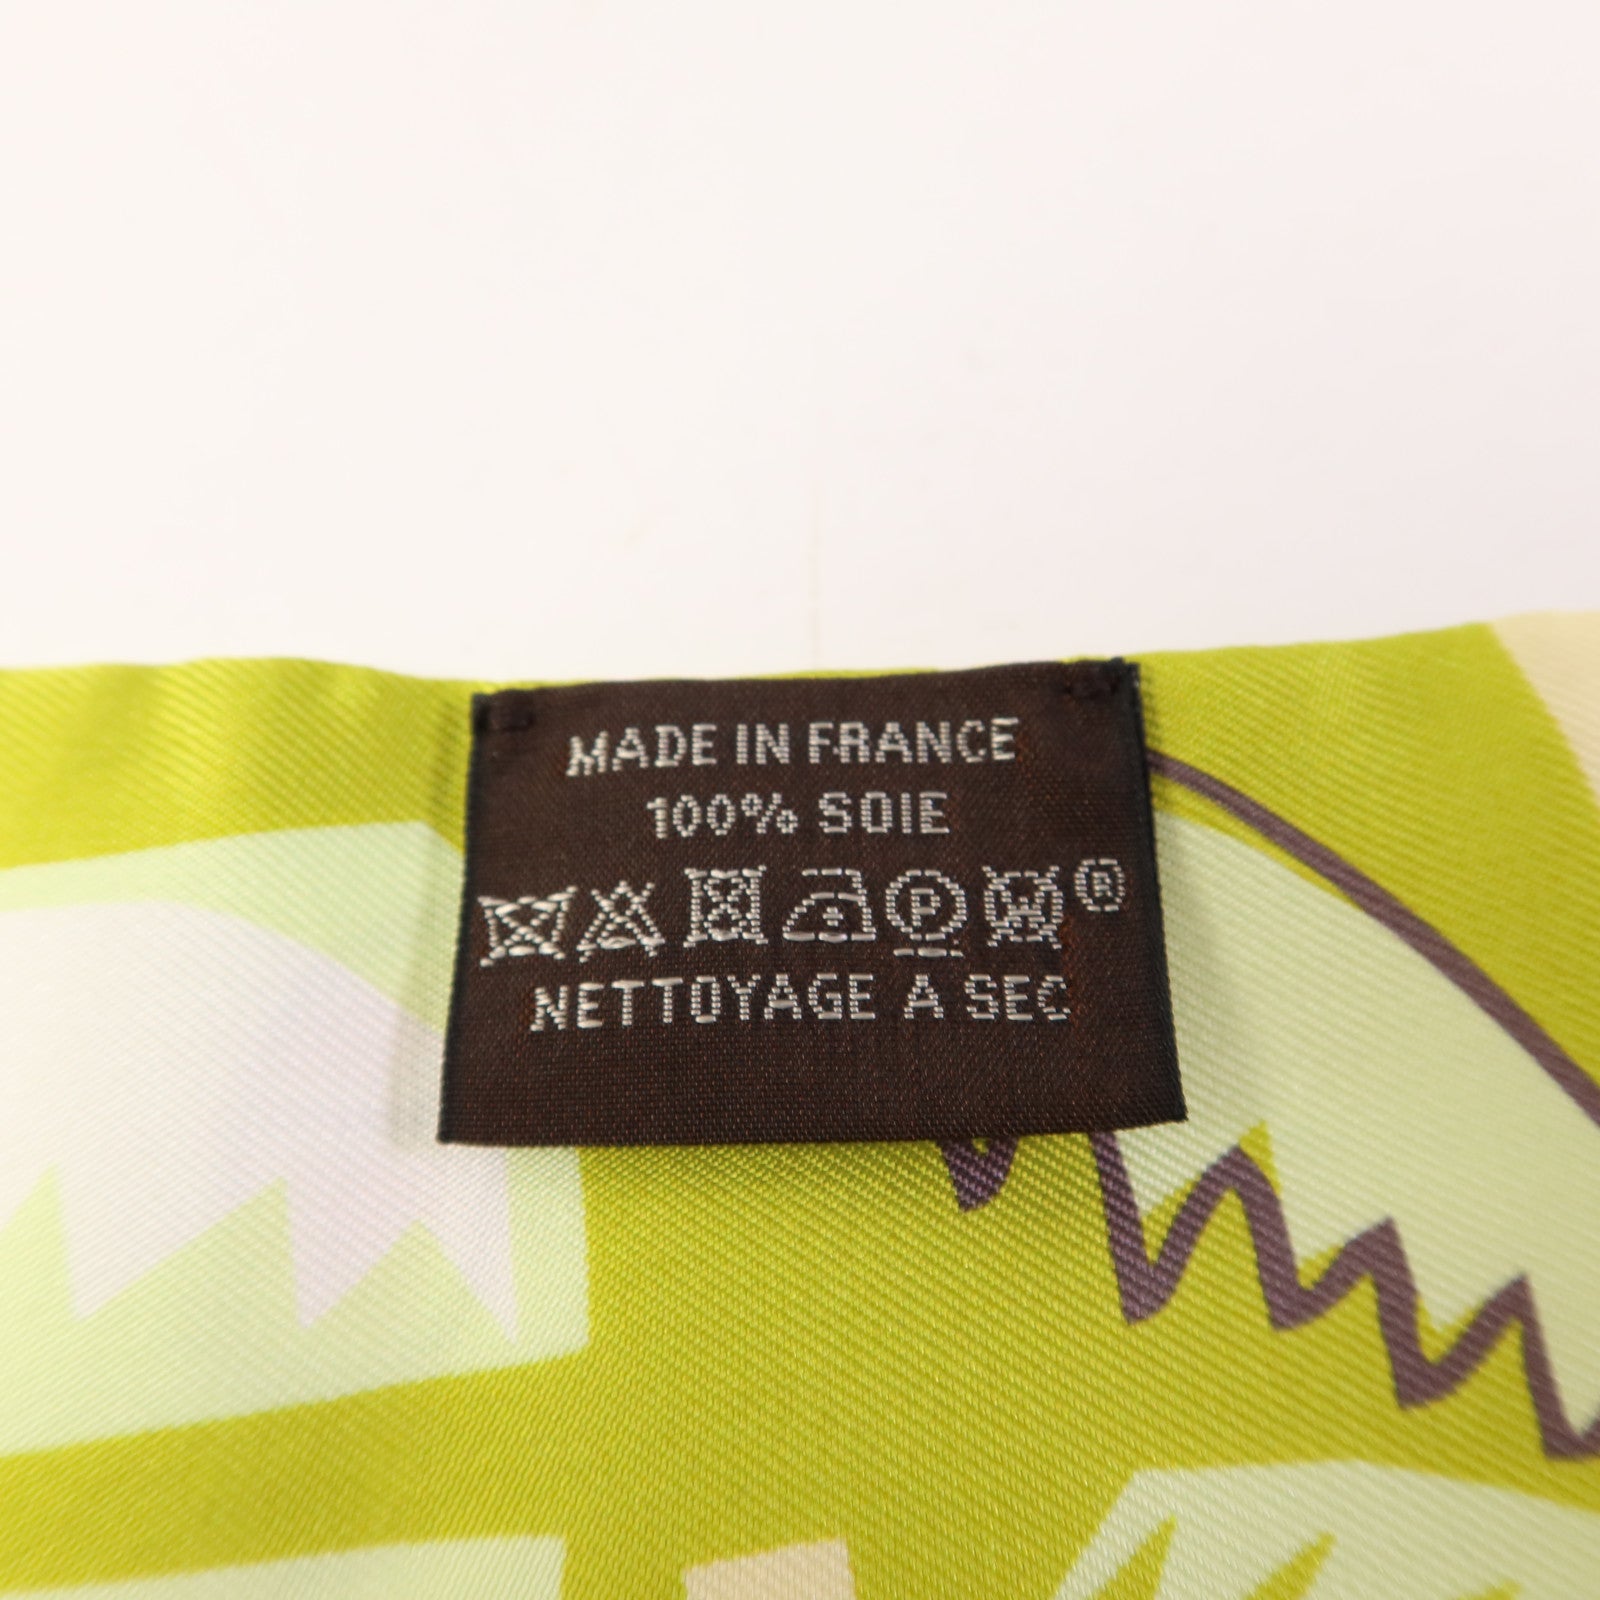 MADE IN FRANCE
100% SOIE
P W ®
NETTOYAGE A SEC